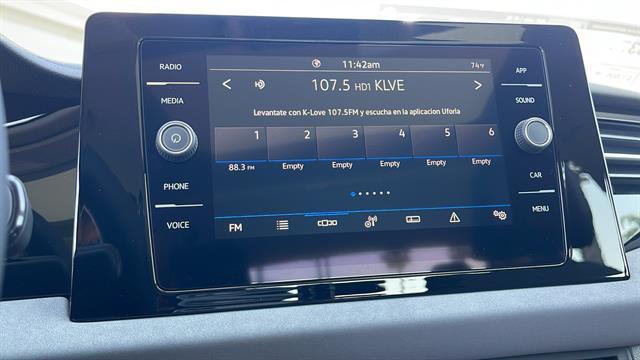 RADIO
MEDIA
PHONE
VOICE
11:42am
74°F
107.5 HD1 KLVE
Levantate con K-Love 107.5FM y escucha en la aplicacion Uforia
1 2 3 4 5 6
88.3 FM Empty Empty Empty Empty Empty
FM
APP
SOUND
CAR
MENU